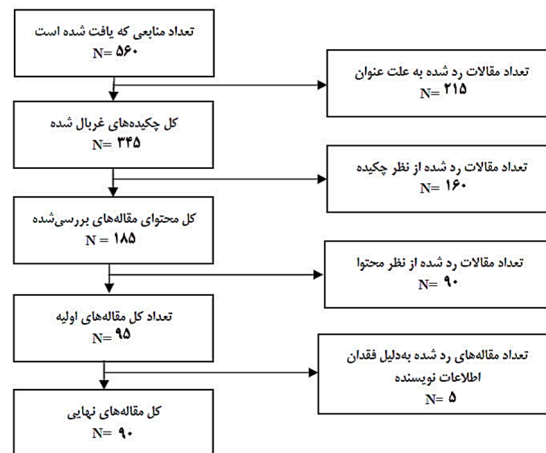 تعداد منابعی که یافت شده است
N= ۵۶۰
تعداد مقالات رد شده به علت عنوان
N= ۲۱۵
کل چکیده‌های غربال شده
N= ۳۴۵
تعداد مقالات رد شده از نظر چکیده
N= ۱۶۰
کل محتوای مقاله‌های بررسی‌شده
N = ۱۸۵
تعداد مقالات رد شده از نظر محتوا
N= ۹۰
تعداد کل مقاله‌های اولیه
N= ۹۵
تعداد مقاله‌های رد شده به‌دلیل فقدان
اطلاعات نویسنده
N= ۵
کل مقاله‌های نهایی
N= ۹۰